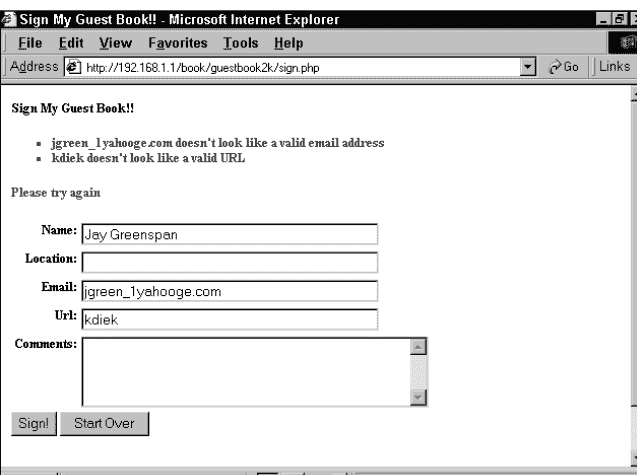 Sign My Guest Book!! - Microsoft Internet Explorer
File Edit View Favorites Tools Help
Address http://192.168.1.1/book/guestbook2k/sign.php Go Links
Sign My Guest Book!!
jgreen_1yahooge.com doesn't look like a valid email address
kdiek doesn't look like a valid URL
Please try again
Name: Jay Greenspan
Location:
Email: jgreen_1yahooge.com
Url: kdiek
Comments:
Sign! Start Over